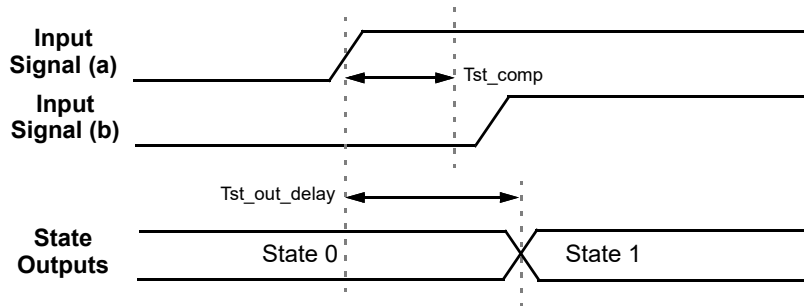 Input
Signal (a)
Tst_comp
Input
Signal (b)
Tst_out_delay
State
Outputs
State 0
State 1